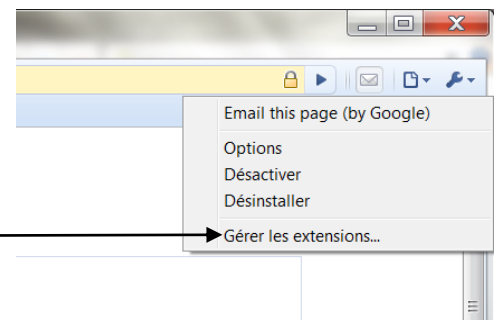 Email this page (by Google)
Options
Désactiver
Désinstaller
Gérer les extensions...